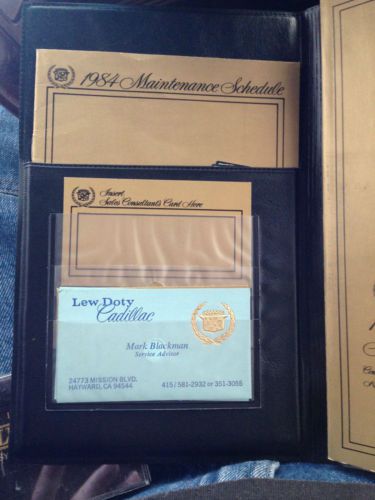 1984 Maintenance Schedule
Insert
Sales Consultant's Card Here
Lew Doty
Cadillac
Mark Blackman
Service Advisor
24773 MISSION BLVD.
HAYWARD, CA 94544
415/581-2932 or 351-3055